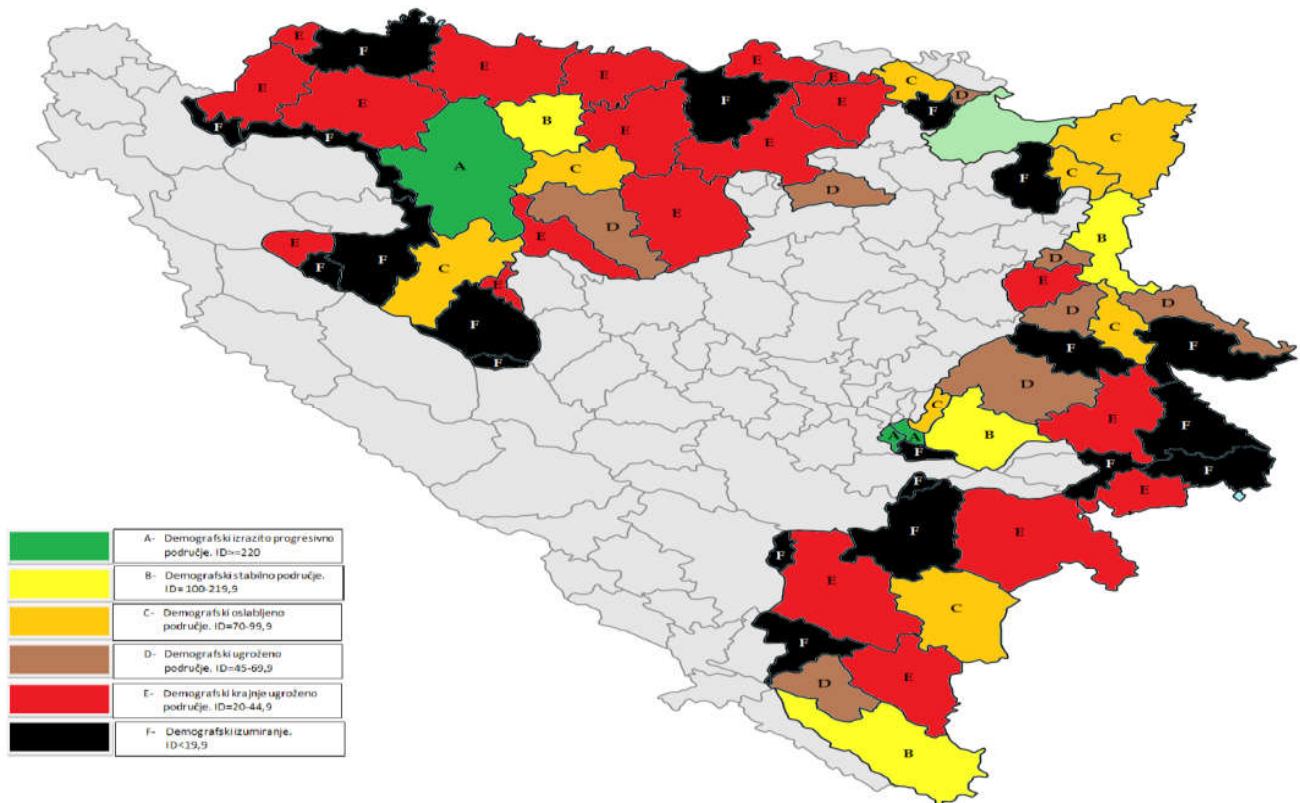 E
F
E
E
E
E
E
E
E
F
E
C
D
F
C
F
F
B
E
E
A
C
C
F
D
E
D
E
E
F
F
C
E
F
F
B
D
E
D
D
C
F
F
D
C
A
A
F
B
E
F
F
F
E
F
F
E
F
E
C
F
D
E
B
A- Demografski izrazito progresivno
područje. ID>=220
B- Demografski stabilno područje.
ID= 100-219,9
C- Demografski oslabljeno
područje. ID=70-99,9
D- Demografski ugroženo
područje. ID=45-69,9
E- Demografski krajnje ugroženo
područje. ID=20-44,9
F- Demografski izumiranje.
ID<19,9